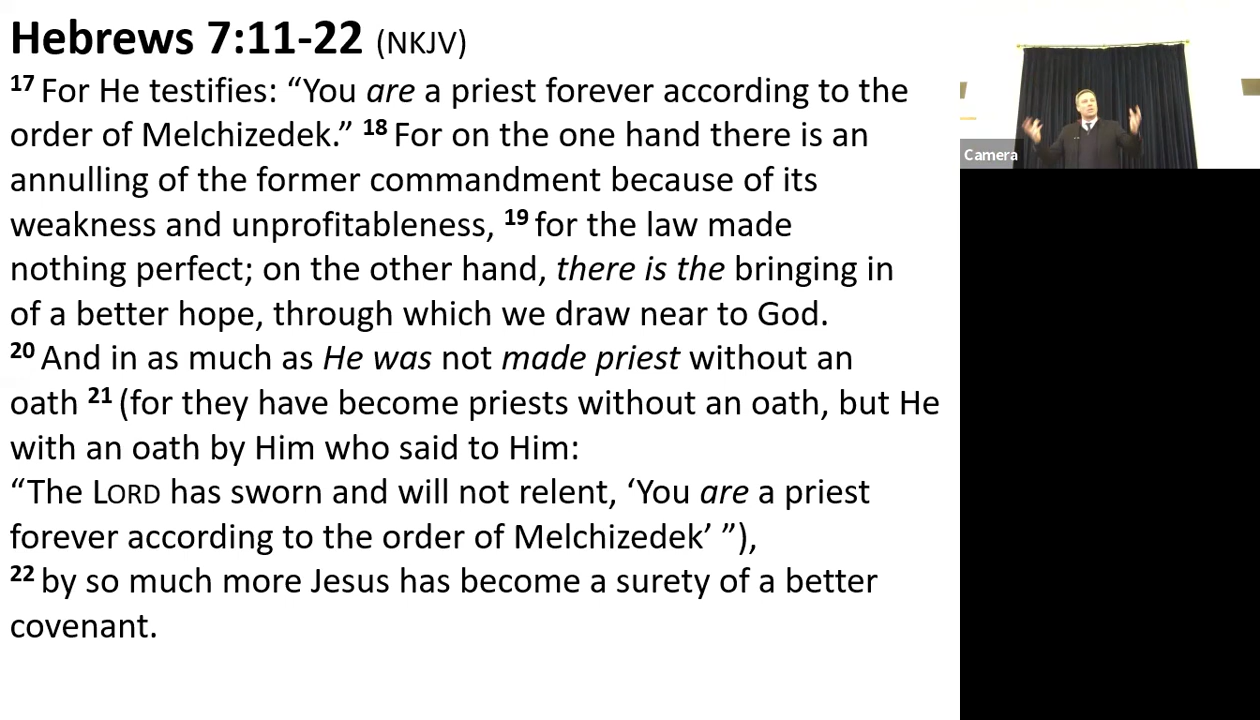 Hebrews 7:11-22 (NKJV)
17 For He testifies: “You are a priest forever according to the
order of Melchizedek.” 18 For on the one hand there is an
annulling of the former commandment because of its
weakness and unprofitableness, 19 for the law made
nothing perfect; on the other hand, there is the bringing in
of a better hope, through which we draw near to God.
20 And in as much as He was not made priest without an
oath 21 (for they have become priests without an oath, but He
with an oath by Him who said to Him:
“The LORD has sworn and will not relent, ‘You are a priest
forever according to the order of Melchizedek’ ”),
22 by so much more Jesus has become a surety of a better
covenant.
Camera